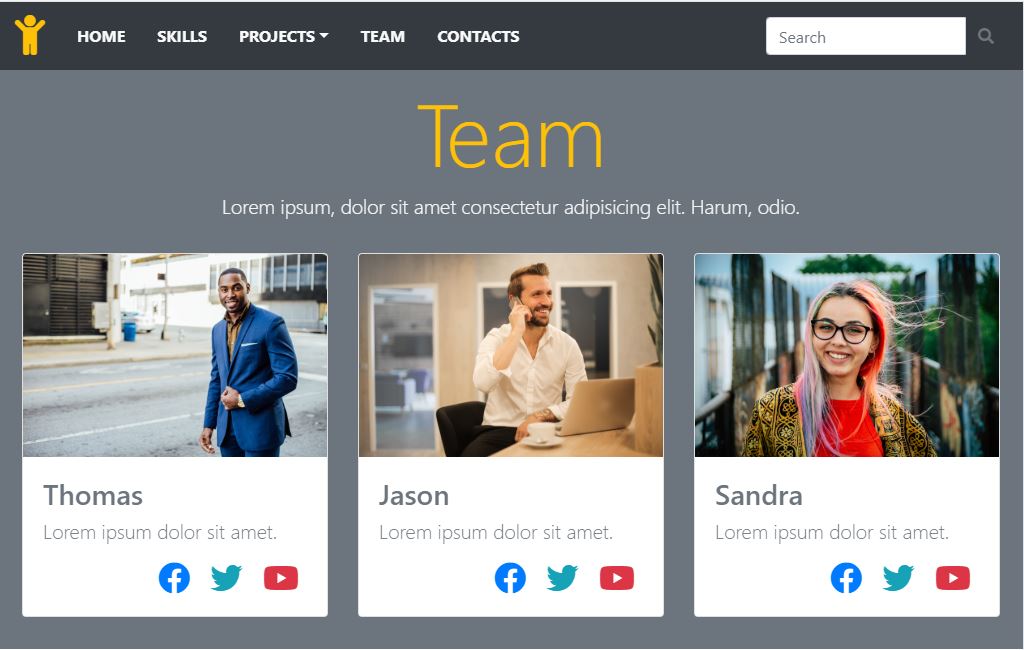 HOME SKILLS PROJECTS TEAM CONTACTS Search
Team
Lorem ipsum, dolor sit amet consectetur adipisicing elit. Harum, odio.
Thomas
Lorem ipsum dolor sit amet.
Jason
Lorem ipsum dolor sit amet.
Sandra
Lorem ipsum dolor sit amet.